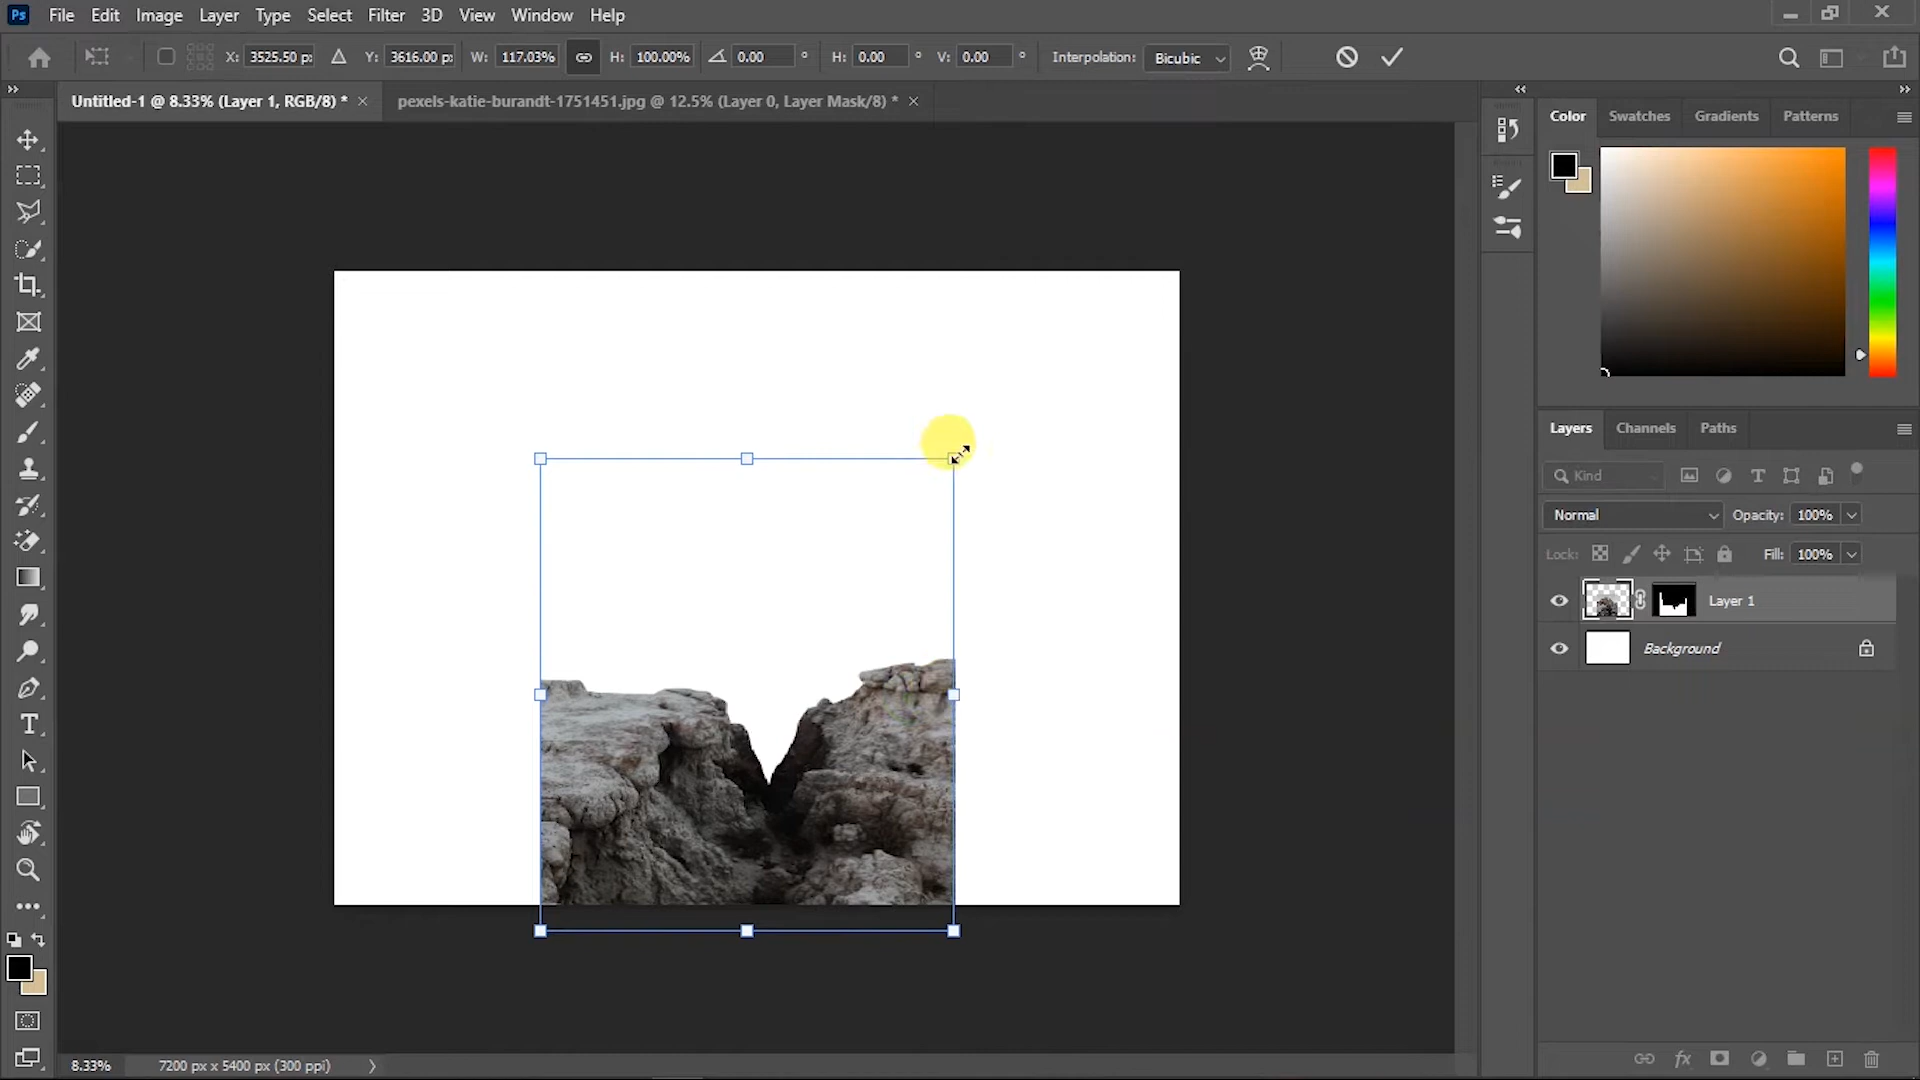 Ps File Edit Image Layer Type Select Filter 3D View Window Help
X: 3525.50 p Y: 3616.00 p W: 117.03% H: 100.00% 0.00 ° H: 0.00 ° V: 0.00 ° Interpolation: Bicubic
Untitled-1 @ 8.33% (Layer 1, RGB/8) * × pexels-katie-burandt-1751451.jpg @ 12.5% (Layer 0, Layer Mask/8) * ×
Color Swatches Gradients Patterns
Layers Channels Paths
Kind
Normal Opacity: 100%
Lock: Fill: 100%
Layer 1
Background
8.33% 7200 px x 5400 px (300 ppi)